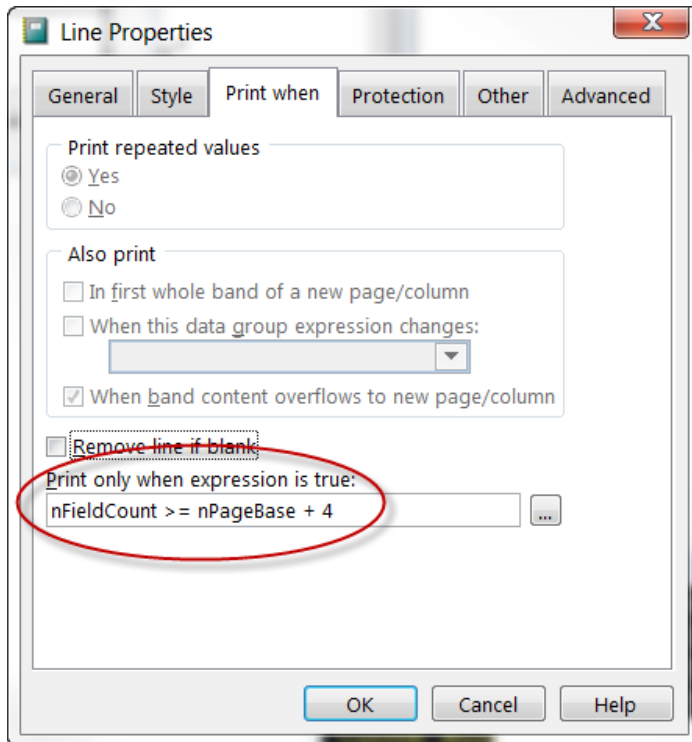 Line Properties
General Style Print when Protection Other Advanced
Print repeated values
Yes
No
Also print
In first whole band of a new page/column
When this data group expression changes:
When band content overflows to new page/column
Remove line if blank
Print only when expression is true:
nFieldCount >= nPageBase + 4
...
OK Cancel Help